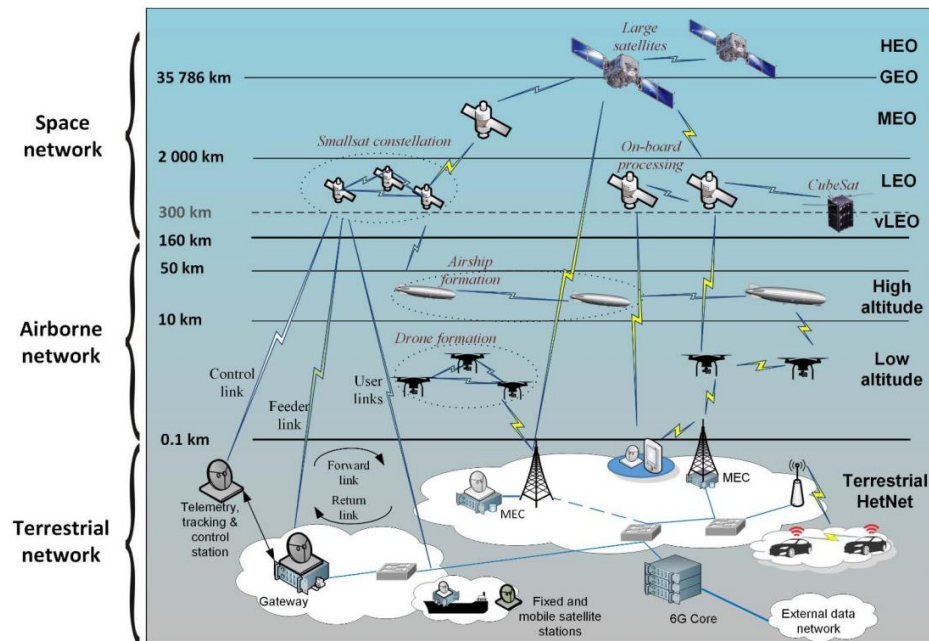 Large
satellites
HEO
35 786 km
GEO
Space
network
MEO
Smallsat constellation
On-board
processing
2 000 km
LEO
CubeSat
300 km
vLEO
160 km
50 km
Airship
formation
High
altitude
Airborne
network
10 km
Drone formation
Low
altitude
Control
link
User
links
Feeder
link
0.1 km
Forward
link
Return
link
MEC
MEC
Terrestrial
HetNet
Telemetry,
tracking &
control
station
Terrestrial
network
Gateway
Fixed and
mobile satellite
stations
6G Core
External data
network